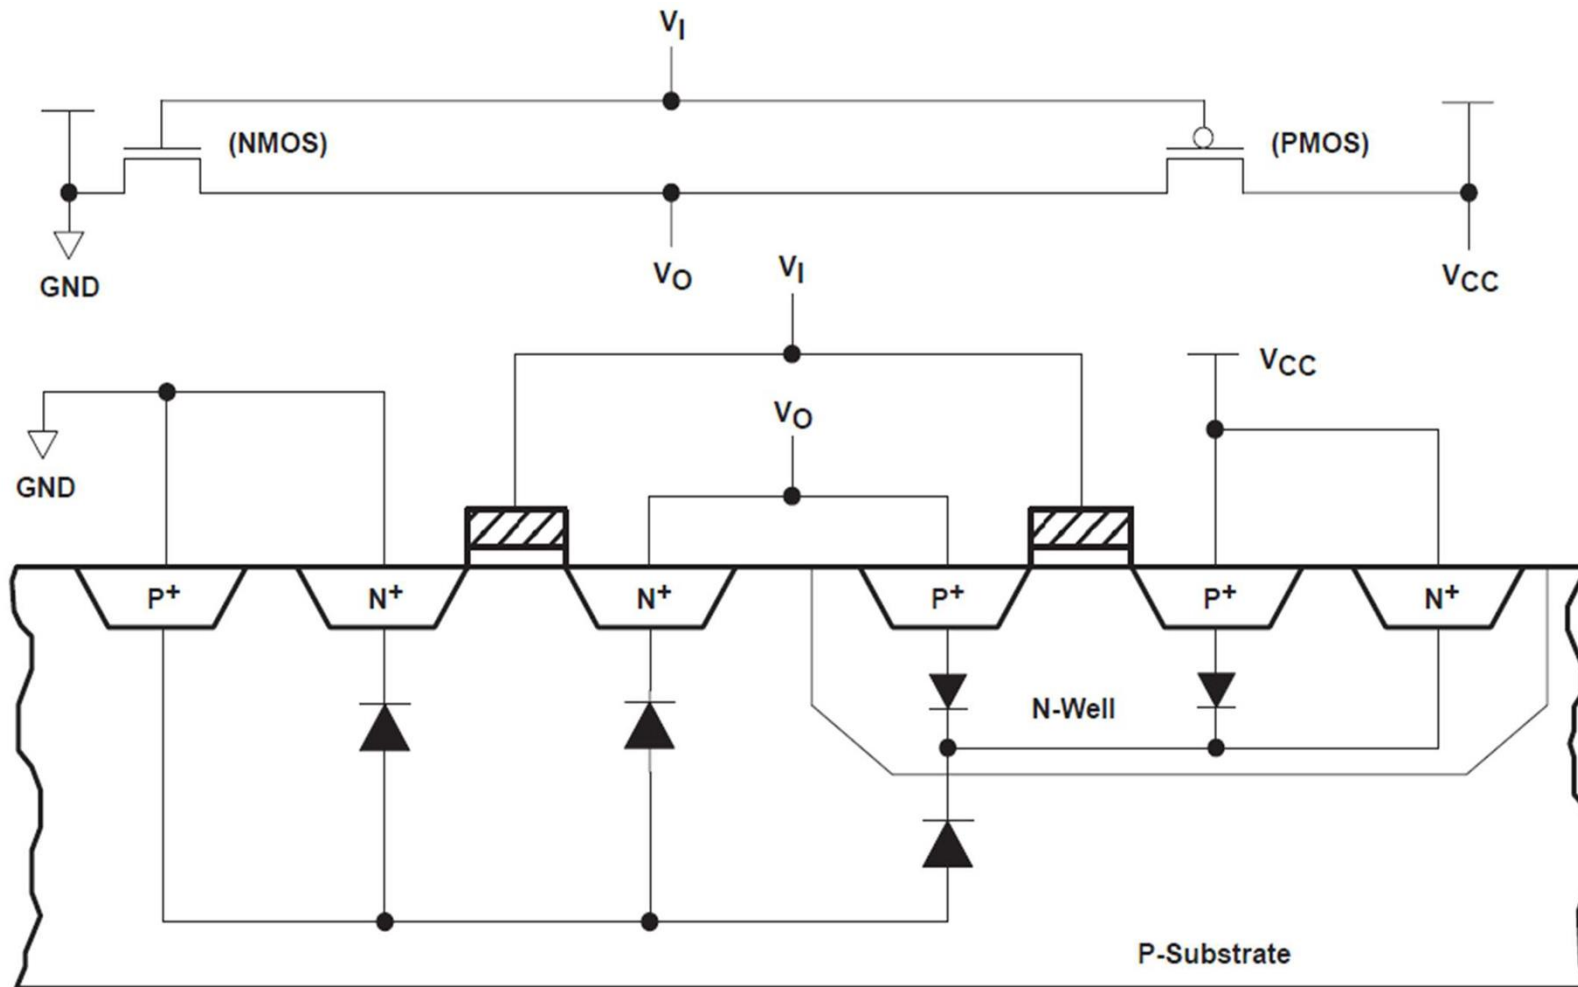 VI
(NMOS)
(PMOS)
GND
VO
VI
VCC
VCC
VO
GND
P+
N+
N+
P+
P+
N+
N-Well
P-Substrate